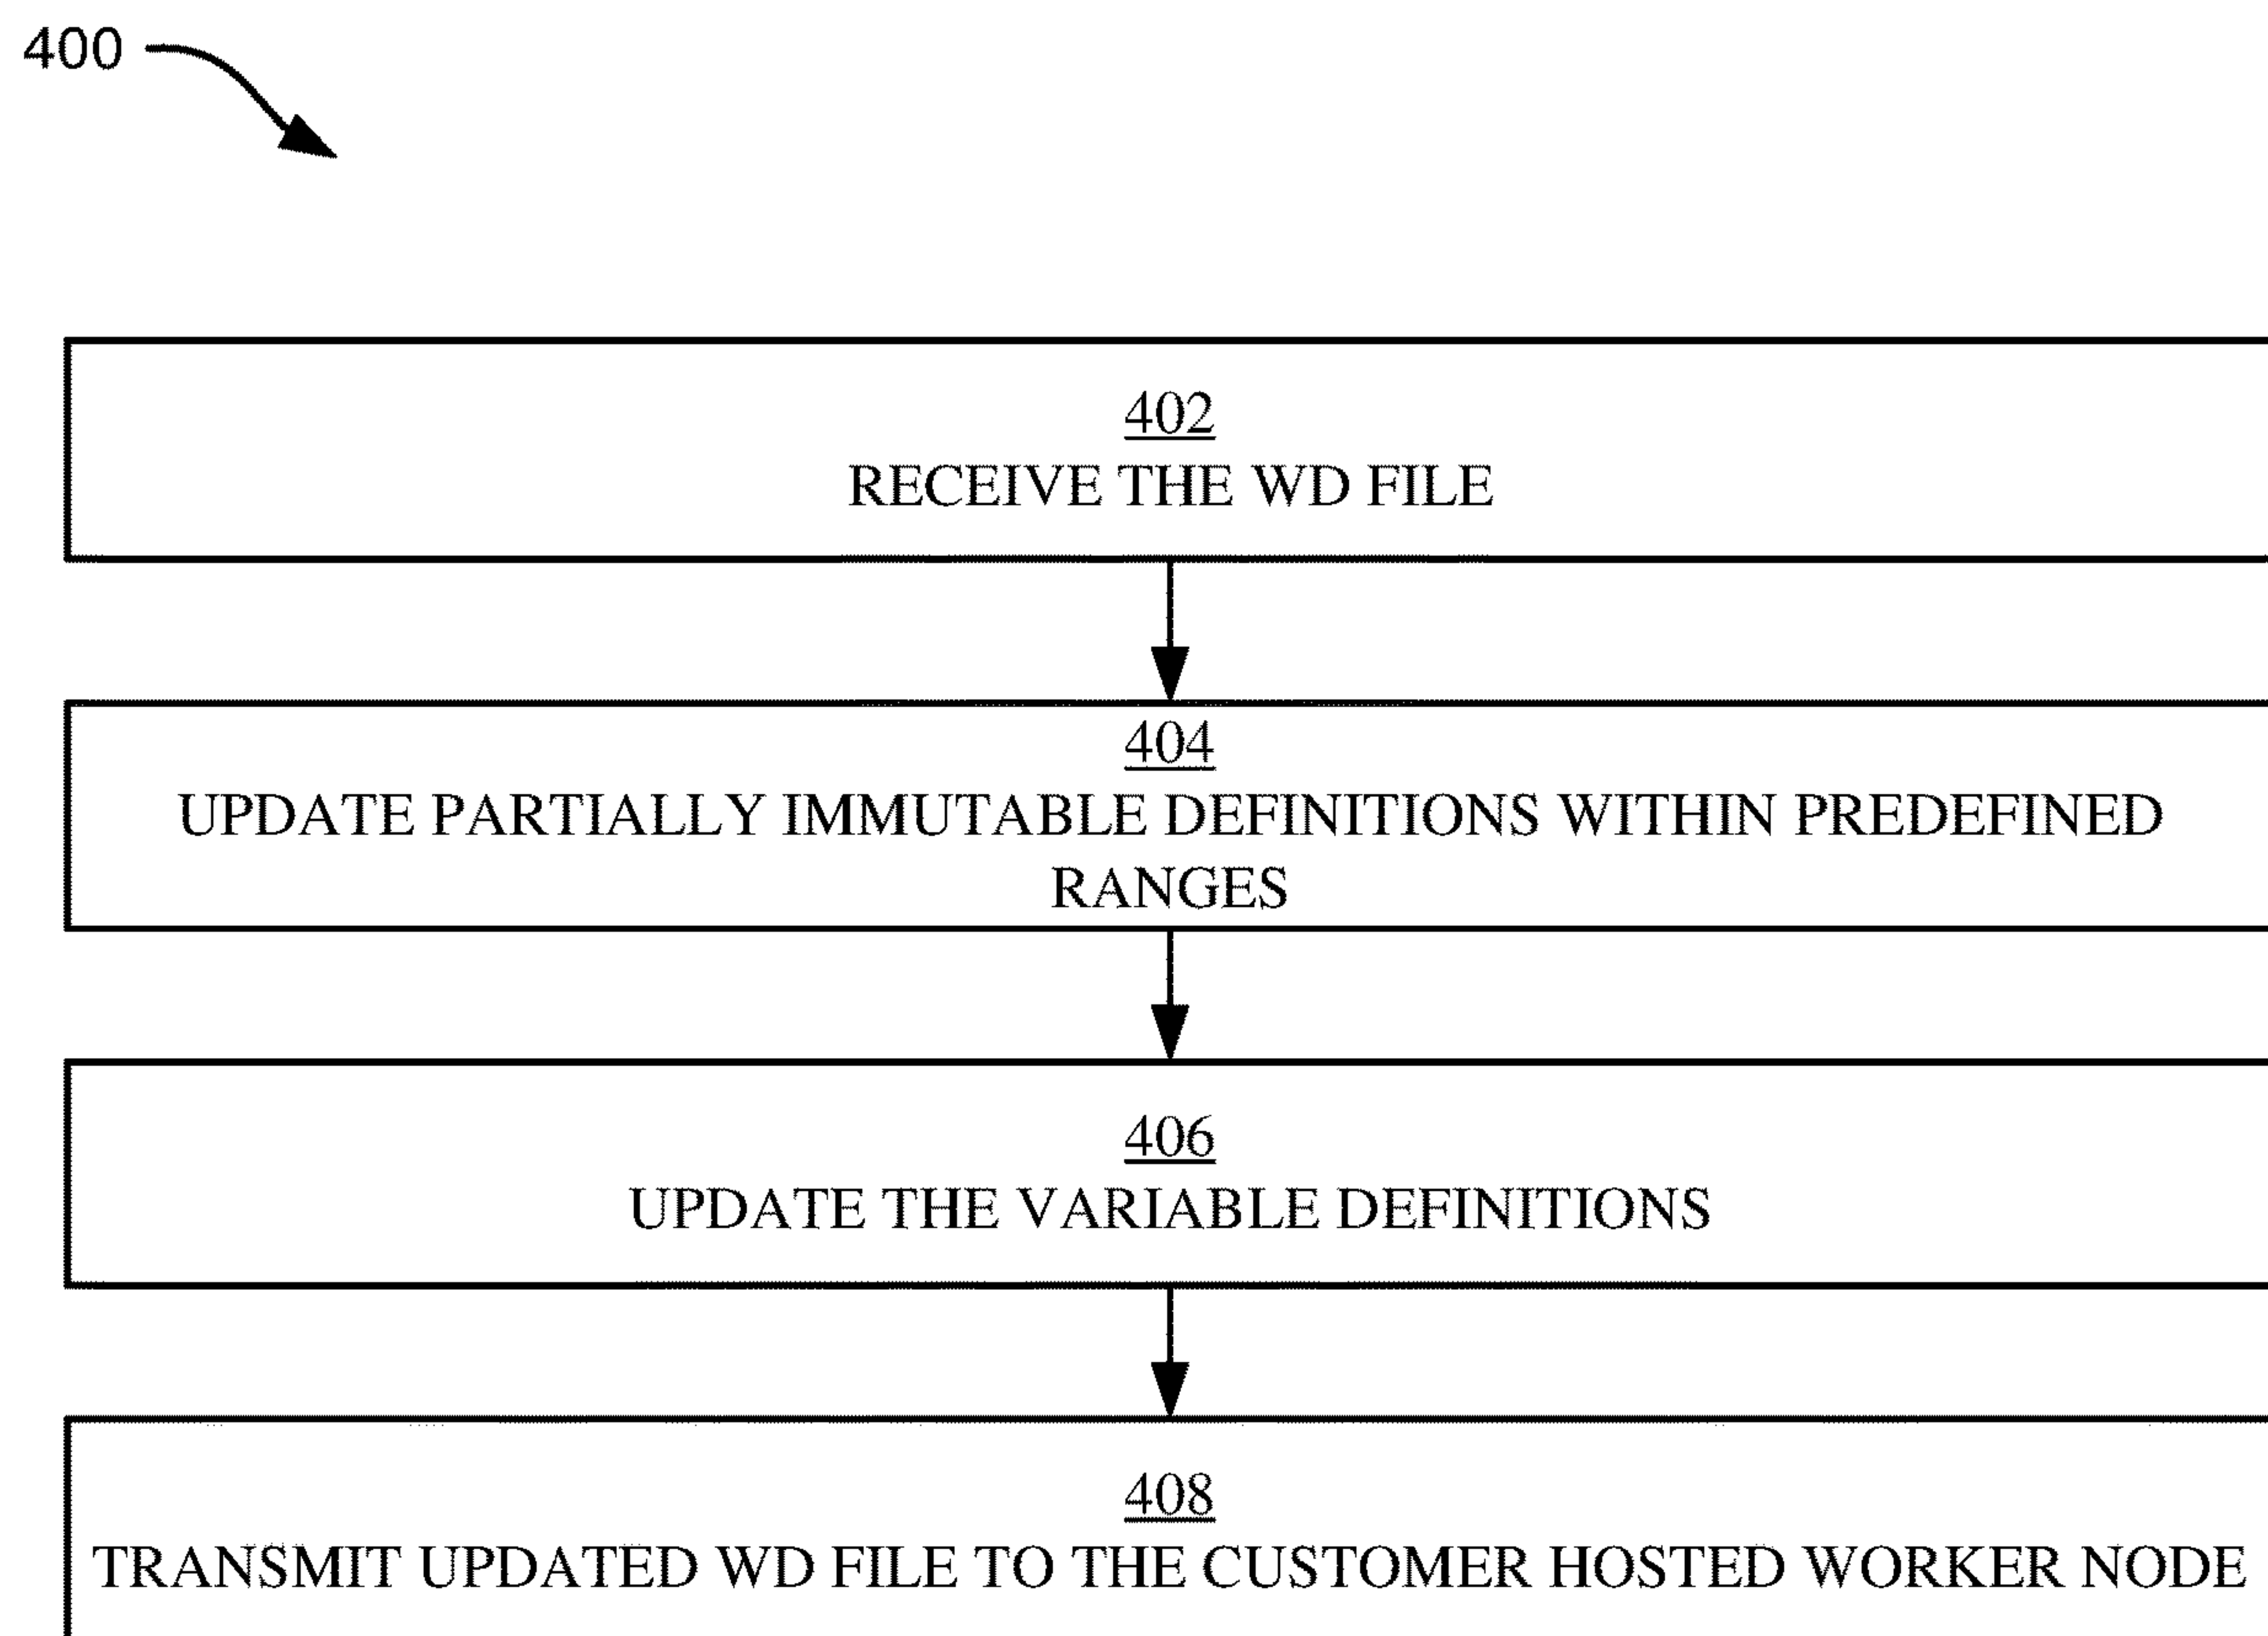 400
402
RECEIVE THE WD FILE
404
UPDATE PARTIALLY IMMUTABLE DEFINITIONS WITHIN PREDEFINED
RANGES
406
UPDATE THE VARIABLE DEFINITIONS
408
TRANSMIT UPDATED WD FILE TO THE CUSTOMER HOSTED WORKER NODE